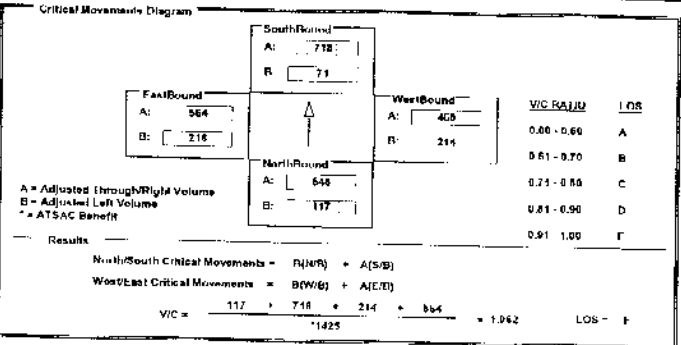 Critical Movements Diagram
SouthBound
A: 718
B: 71
EastBound
A: 564
B: 216
WestBound
A:
B: 214
NorthBound
A: 646
B: 117
V/C RATIO LOS
0.00 - 0.60 A
0.61 - 0.70 B
0.71 - 0.80 C
0.81 - 0.90 D
0.91 1.00
A = Adjusted Through/Right Volume
B = Adjusted Left Volume
* = ATSAC Benefit
Results
North/South Critical Movements = B(N/B) + A(S/B)
West/East Critical Movements = B(W/B) + A(E/B)
V/C = 117 + 718 + 214 + 564
*1425
= 1.062 LOS =